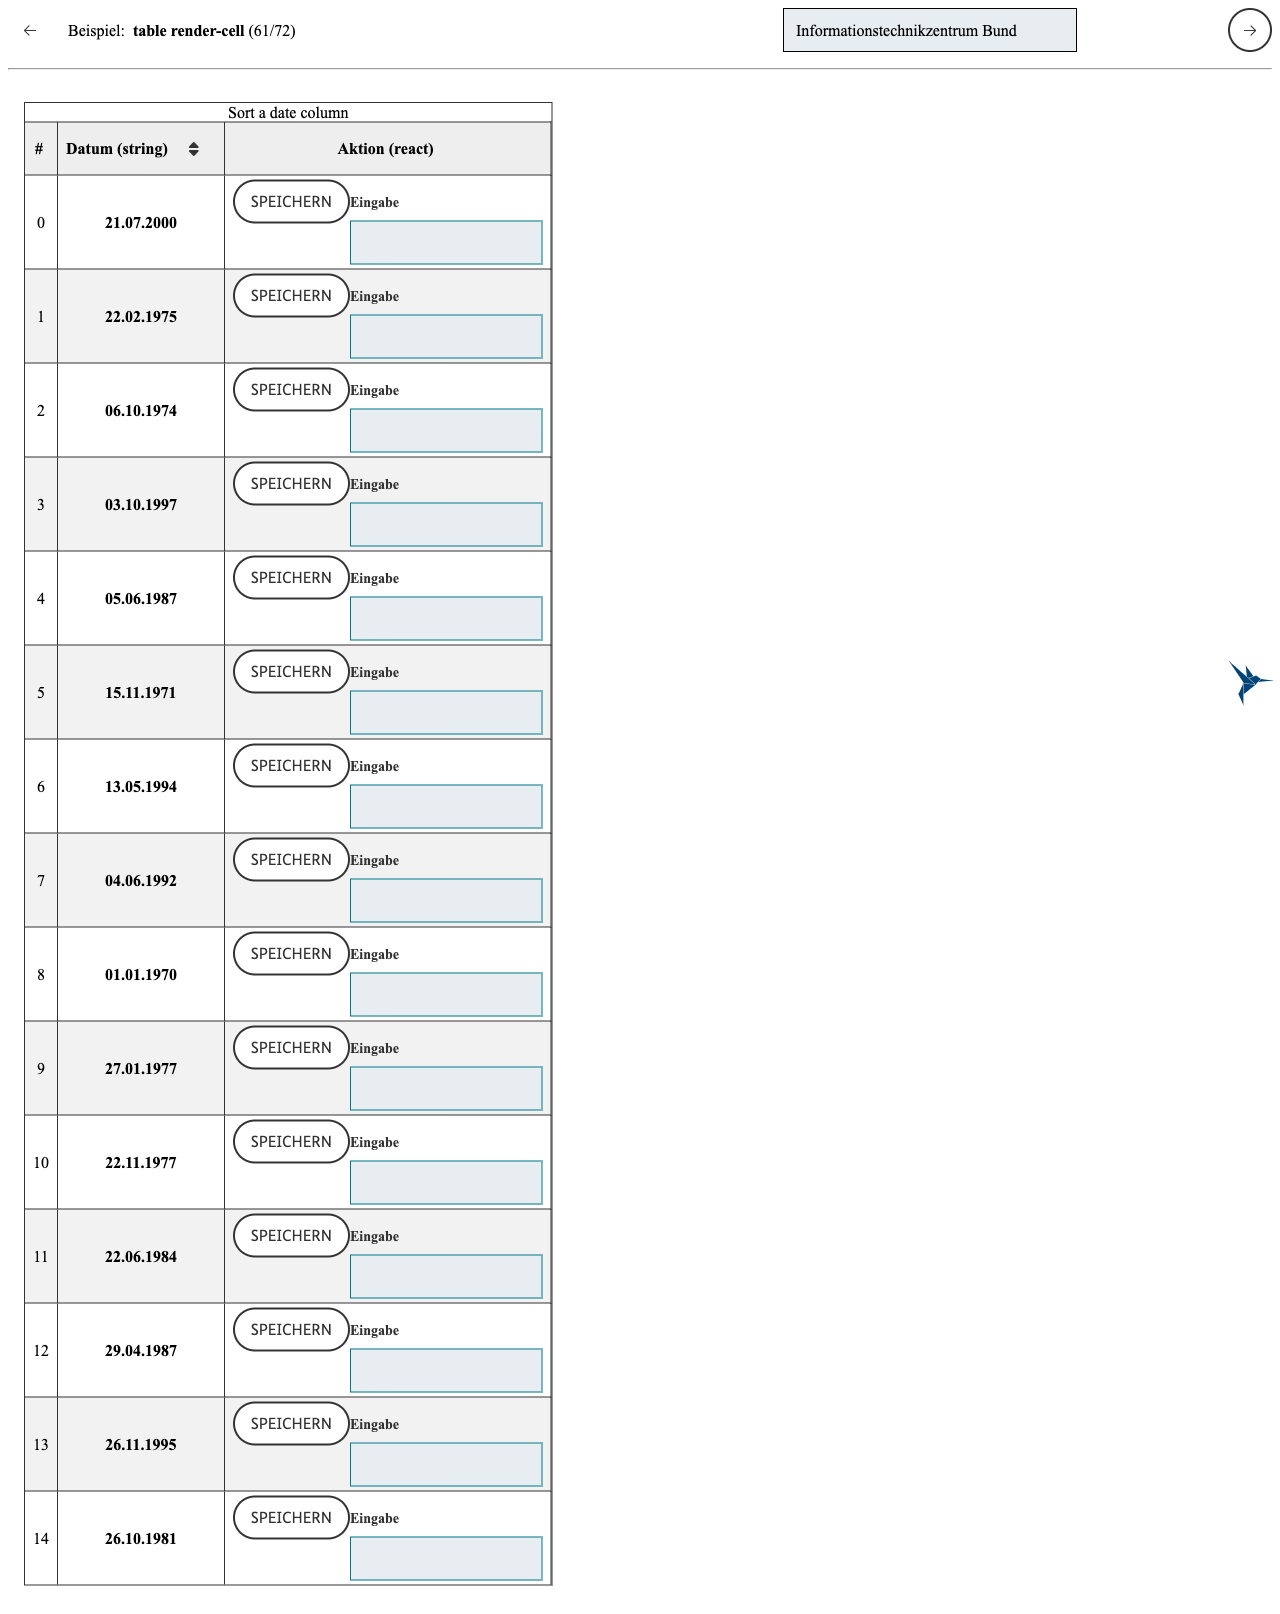 Beispiel: table render-cell (61/72)
Informationstechnikzentrum Bund
Sort a date column
# Datum (string) Aktion (react)
0 21.07.2000 SPEICHERN Eingabe
1 22.02.1975 SPEICHERN Eingabe
2 06.10.1974 SPEICHERN Eingabe
3 03.10.1997 SPEICHERN Eingabe
4 05.06.1987 SPEICHERN Eingabe
5 15.11.1971 SPEICHERN Eingabe
6 13.05.1994 SPEICHERN Eingabe
7 04.06.1992 SPEICHERN Eingabe
8 01.01.1970 SPEICHERN Eingabe
9 27.01.1977 SPEICHERN Eingabe
10 22.11.1977 SPEICHERN Eingabe
11 22.06.1984 SPEICHERN Eingabe
12 29.04.1987 SPEICHERN Eingabe
13 26.11.1995 SPEICHERN Eingabe
14 26.10.1981 SPEICHERN Eingabe